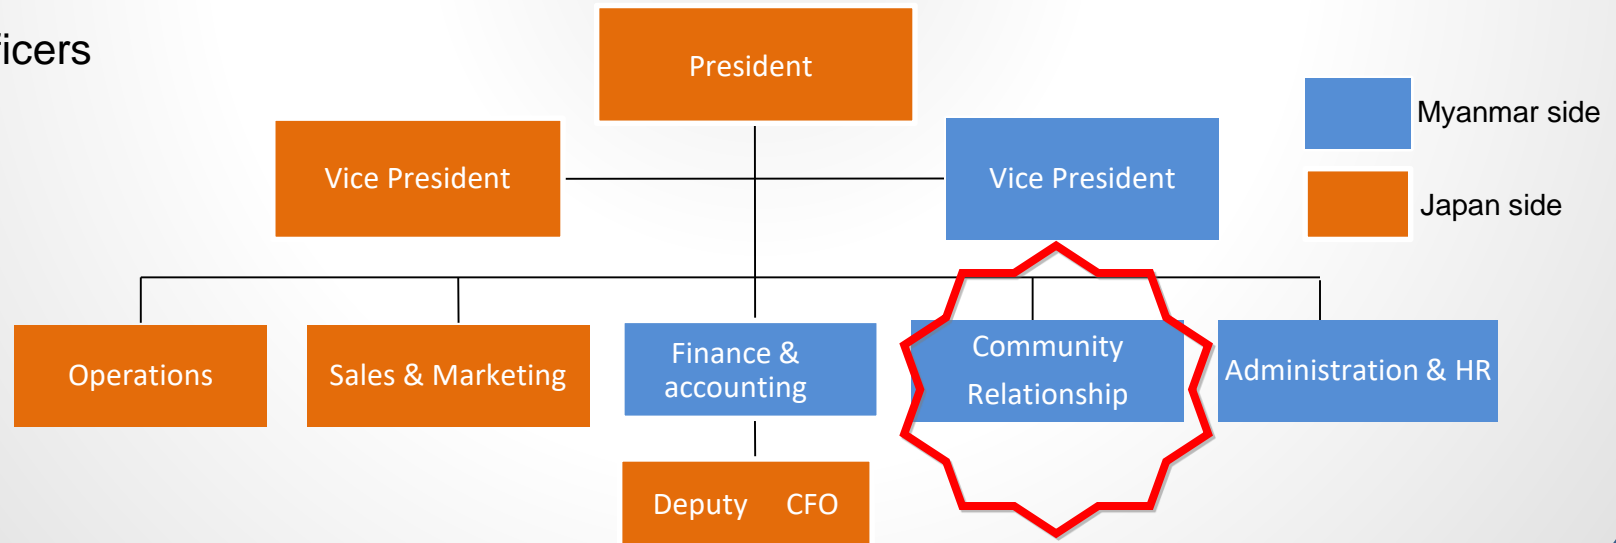 President
Myanmar side
Vice President
Vice President
Japan side
Operations
Sales & Marketing
Finance &
accounting
Community
Relationship
Administration & HR
Deputy CFO